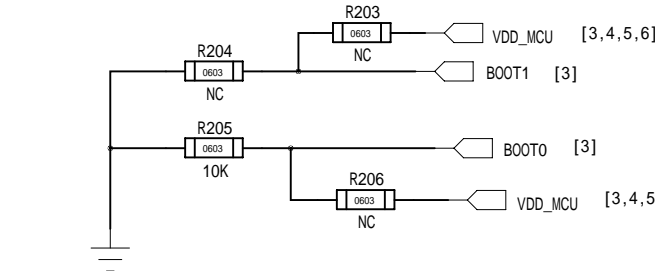 R203
0603
VDD_MCU [3,4,5,6]
NC
R204
0603
BOOT1 [3]
NC
R205
0603
BOOT0 [3]
10K
R206
0603
VDD_MCU [3,4,5
NC